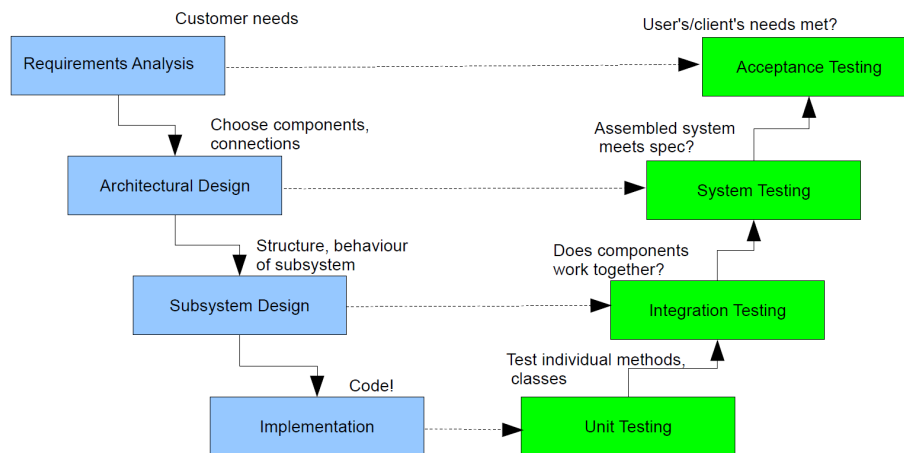 Customer needs
User's/client's needs met?
Requirements Analysis
Acceptance Testing
Choose components,
connections
Assembled system
meets spec?
Architectural Design
System Testing
Structure, behaviour
of subsystem
Does components
work together?
Subsystem Design
Integration Testing
Code!
Test individual methods,
classes
Implementation
Unit Testing